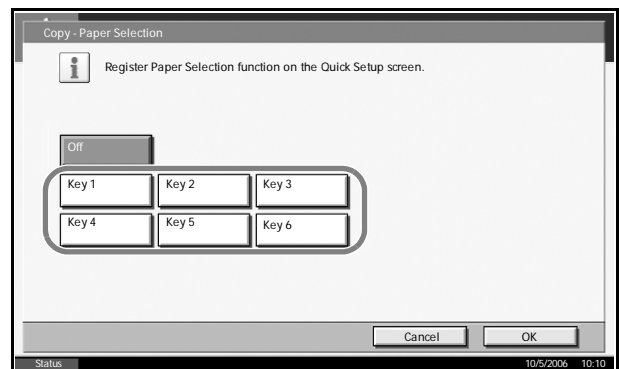 Copy - Paper Selection
Register Paper Selection function on the Quick Setup screen.
Off
Key 1 Key 2 Key 3
Key 4 Key 5 Key 6
Cancel OK
Status 10/5/2006 10:10